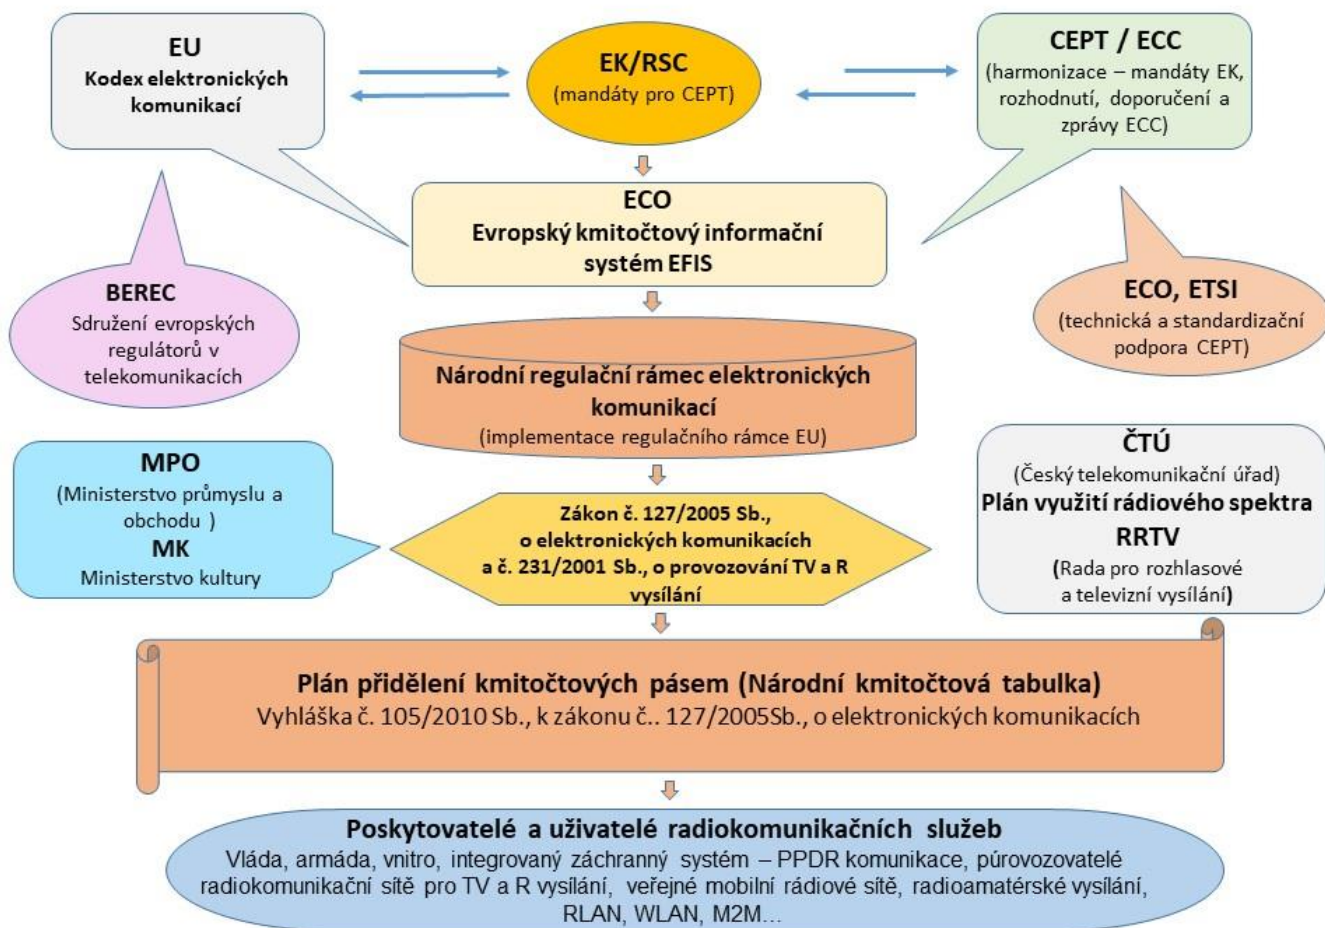 EU
Kodex elektronických
komunikací
EK/RSC
(mandáty pro CEPT)
CEPT / ECC
(harmonizace – mandáty EK,
rozhodnutí, doporučení a
zprávy ECC)
ECO
Evropský kmitočtový informační
systém EFIS
BEREC
Sdružení evropských
regulátorů v
telekomunikacích
ECO, ETSI
(technická a standardizační
podpora CEPT)
Národní regulační rámec elektronických
komunikací
(implementace regulačního rámce EU)
MPO
(Ministerstvo průmyslu a
obchodu )
MK
Ministerstvo kultury
Zákon č. 127/2005 Sb.,
o elektronických komunikacích
a č. 231/2001 Sb., o provozování TV a R
vysílání
ČTÚ
(Český telekomunikační úřad)
Plán využití rádiového spektra
RRTV
(Rada pro rozhlasové
a televizní vysílání)
Plán přidělení kmitočtových pásem (Národní kmitočtová tabulka)
Vyhláška č. 105/2010 Sb., k zákonu č.. 127/2005Sb., o elektronických komunikacích
Poskytovatelé a uživatelé radiokomunikačních služeb
Vláda, armáda, vnitro, integrovaný záchranný systém – PPDR komunikace, půrovozovatelé
radiokomunikační sítě pro TV a R vysílání, veřejné mobilní rádiové sítě, radioamatérské vysílání,
RLAN, WLAN, M2M…